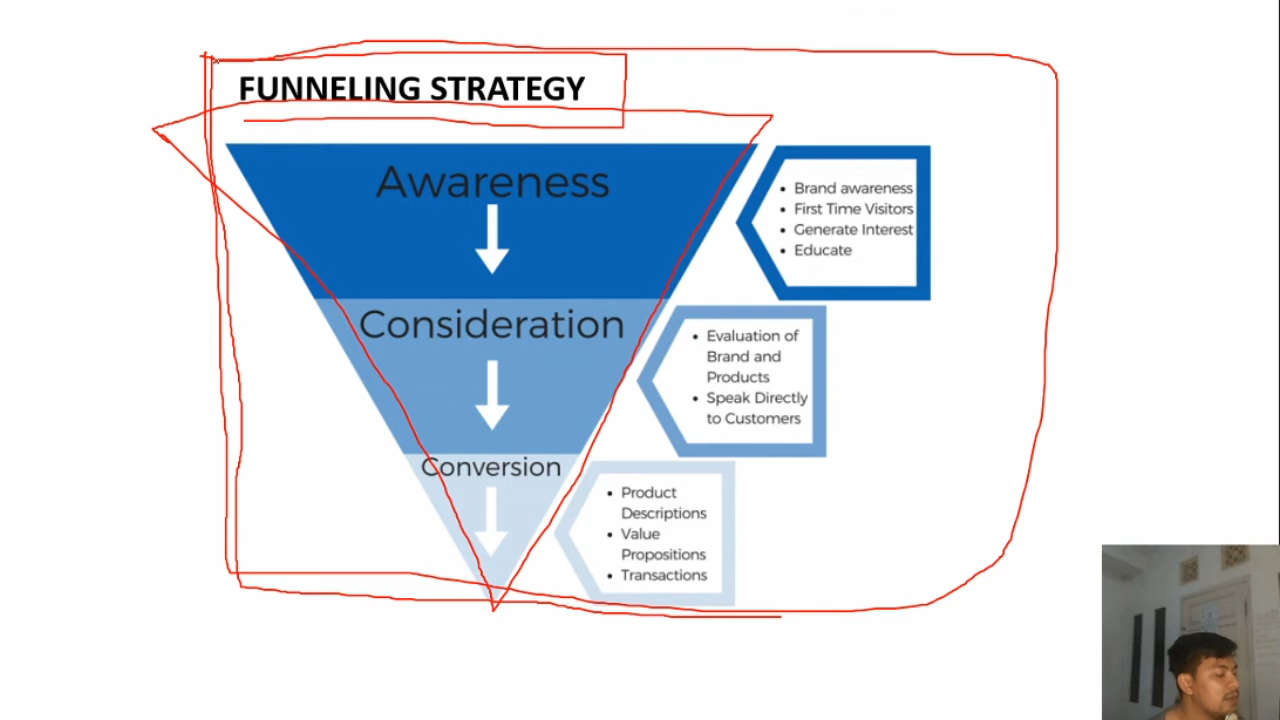 FUNNELING STRATEGY
Awareness
• Brand awareness
• First Time Visitors
• Generate Interest
• Educate
Consideration
• Evaluation of
Brand and
Products
• Speak Directly
to Customers
Conversion
• Product
Descriptions
• Value
Propositions
• Transactions